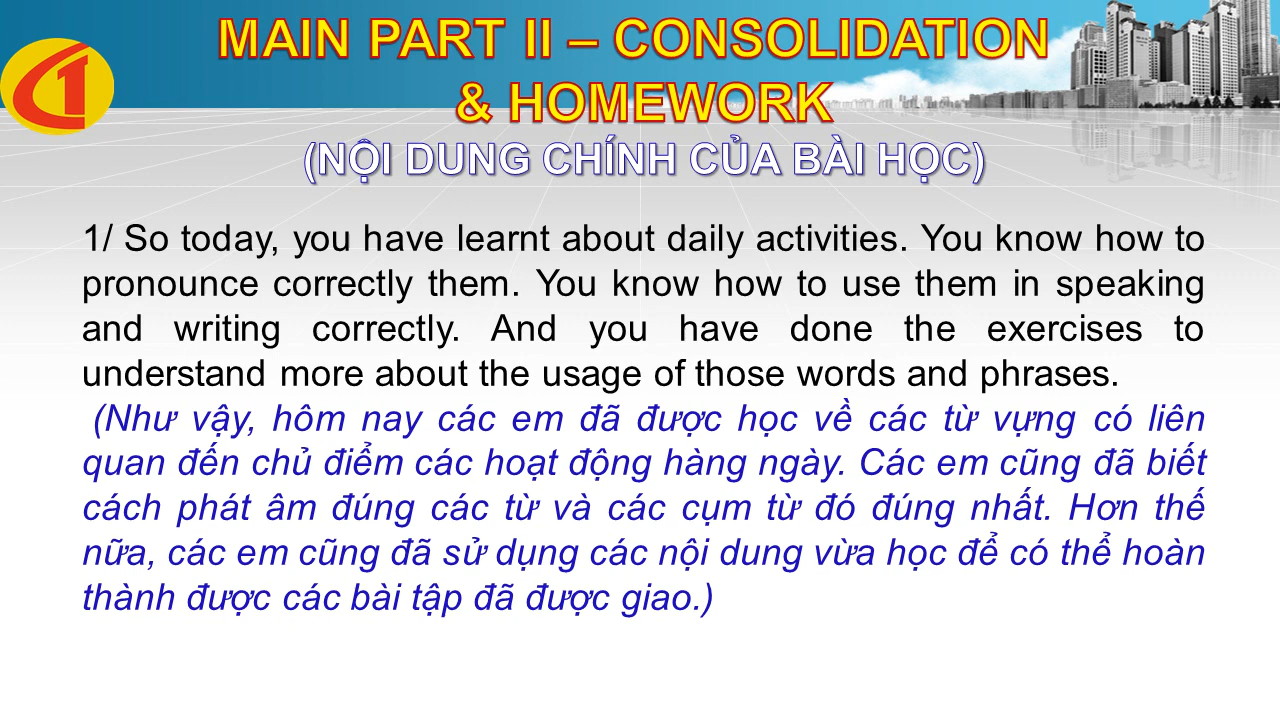 MAIN PART II – CONSOLIDATION
& HOMEWORK
(NỘI DUNG CHÍNH CỦA BÀI HỌC)
1/ So today, you have learnt about daily activities. You know how to
pronounce correctly them. You know how to use them in speaking
and writing correctly. And you have done the exercises to
understand more about the usage of those words and phrases.
(Như vậy, hôm nay các em đã được học về các từ vựng có liên
quan đến chủ điểm các hoạt động hàng ngày. Các em cũng đã biết
cách phát âm đúng các từ và các cụm từ đó đúng nhất. Hơn thế
nữa, các em cũng đã sử dụng các nội dung vừa học để có thể hoàn
thành được các bài tập đã được giao.)